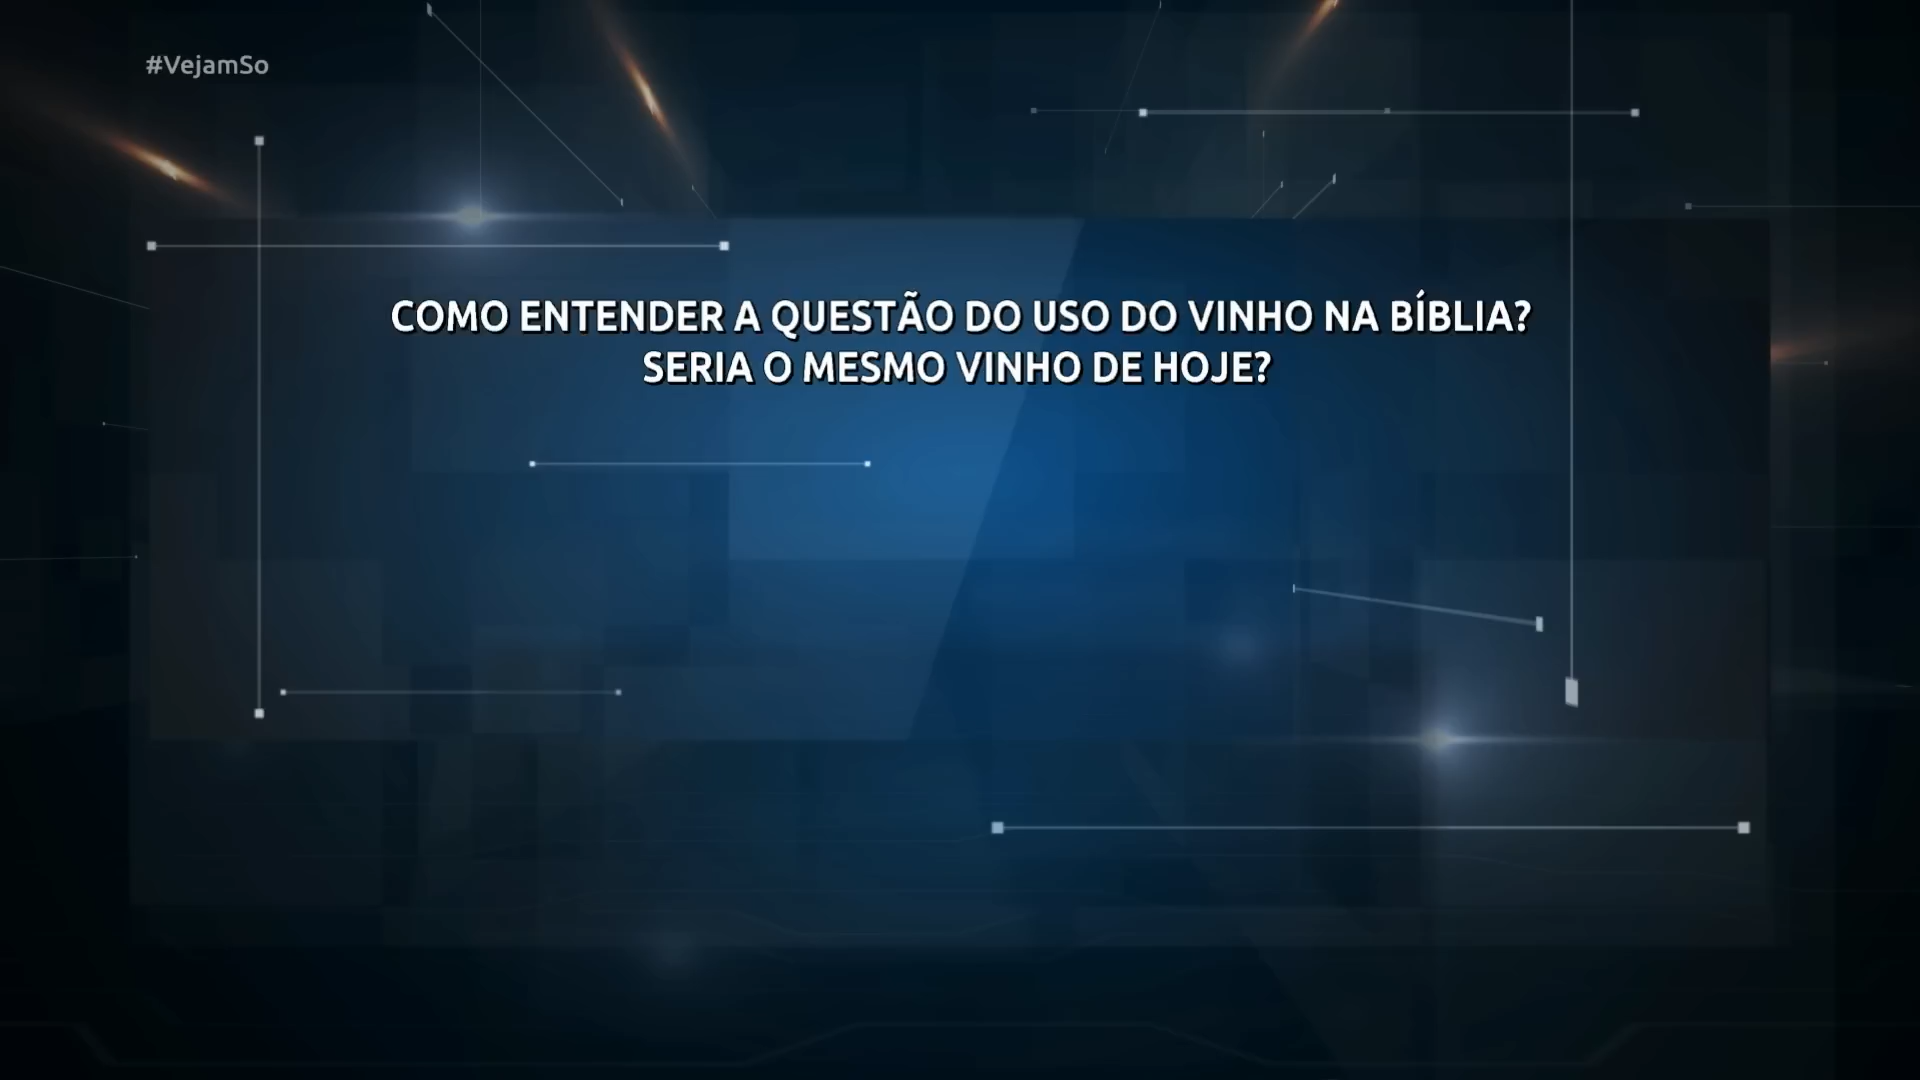 #VejamSo
COMO ENTENDER A QUESTÃO DO USO DO VINHO NA BÍBLIA?
SERIA O MESMO VINHO DE HOJE?